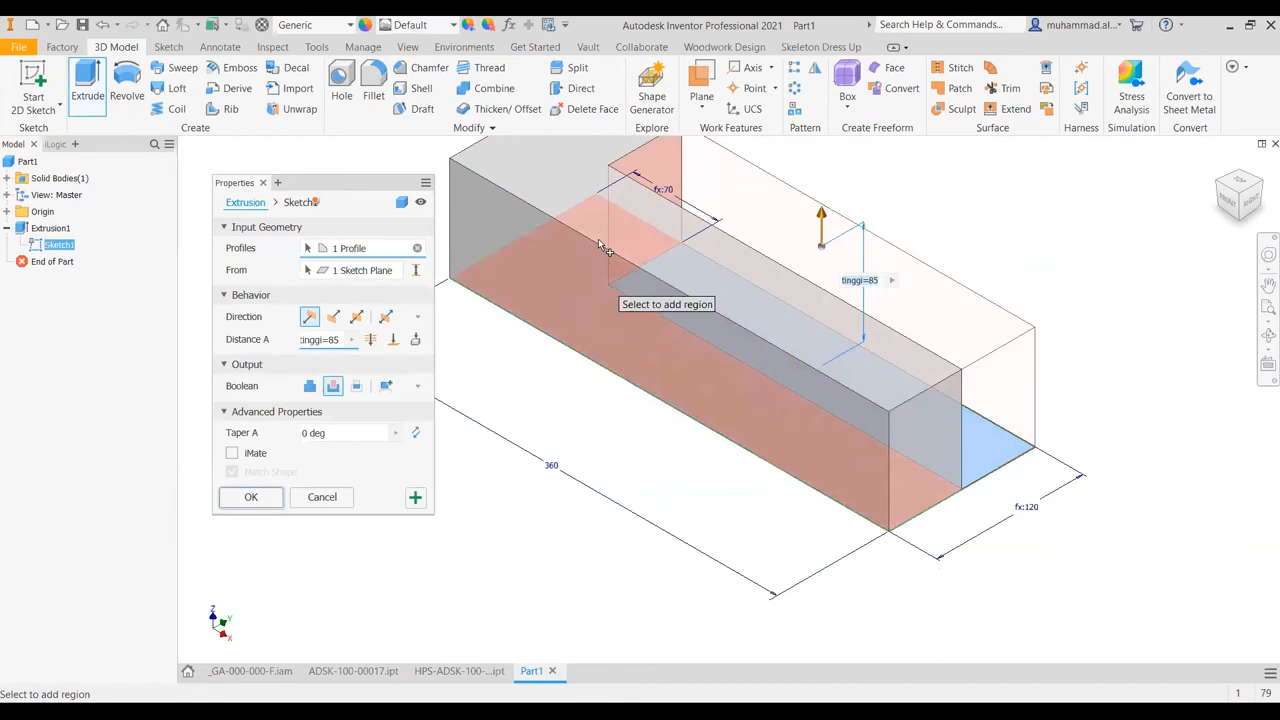 Generic
Default
Autodesk Inventor Professional 2021 Part1
Search Help & Commands...
muhammad.al...
File Factory 3D Model Sketch Annotate Inspect Tools Manage View Environments Get Started Vault Collaborate Woodwork Design Skeleton Dress Up
Start
2D Sketch
Extrude
Revolve
Sweep
Loft
Coil
Emboss
Derive
Rib
Decal
Import
Unwrap
Hole
Fillet
Chamfer
Shell
Draft
Thread
Combine
Thicken/ Offset
Split
Direct
Delete Face
Shape
Generator
Plane
Axis
Point
UCS
Box
Face
Convert
Stitch
Patch
Sculpt
Trim
Extend
Stress
Analysis
Convert to
Sheet Metal
Sketch Create Modify Explore Work Features Pattern Create Freeform Surface Harness Simulation Convert
Model iLogic
Part1
Solid Bodies(1)
View: Master
Origin
Extrusion1
Sketch1
End of Part
Properties
Extrusion > Sketch1
Input Geometry
Profiles 1 Profile
From 1 Sketch Plane
Behavior
Direction
Distance A tinggi=85
Output
Boolean
Advanced Properties
Taper A 0 deg
iMate
Match Shape
OK Cancel
fx:70
tinggi=85
Select to add region
360
fx:120
TOP
FRONT
RIGHT
Z
Y
X
_GA-000-000-F.iam ADSK-100-00017.ipt HPS-ADSK-100-...ipt Part1
Select to add region 1 79